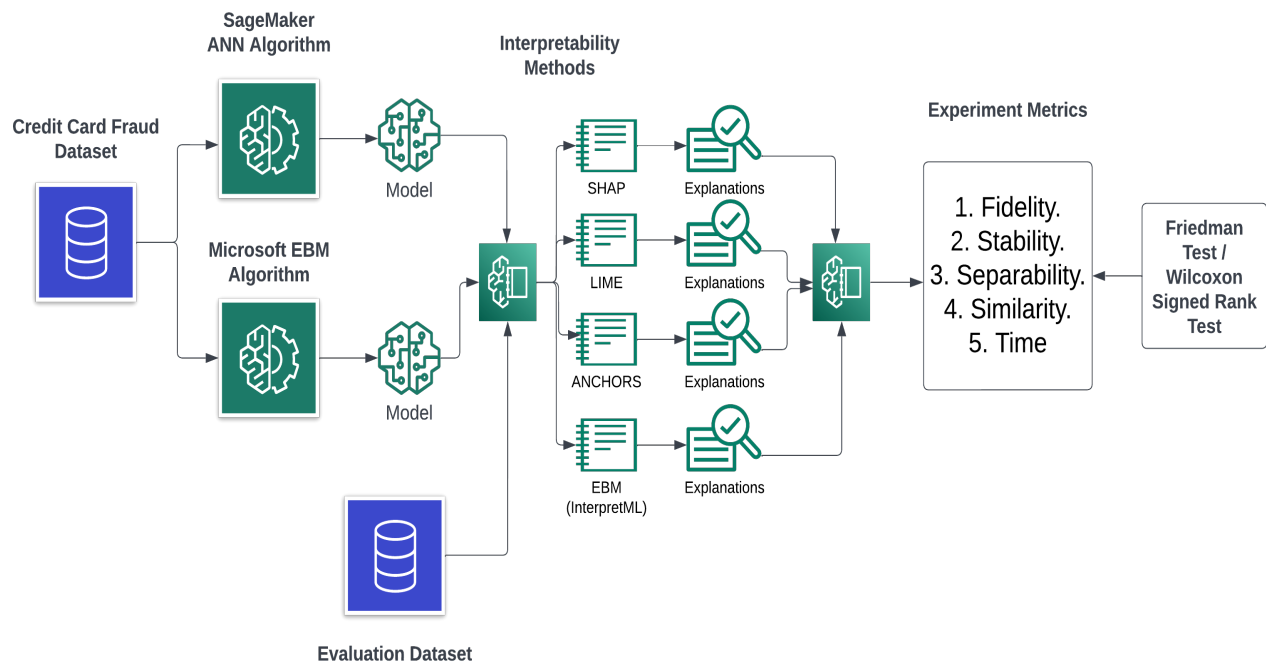 SageMaker
ANN Algorithm
Interpretability
Methods
Experiment Metrics
Credit Card Fraud
Dataset
Model
SHAP
Explanations
Microsoft EBM
Algorithm
LIME
Explanations
1. Fidelity.
2. Stability.
3. Separability.
4. Similarity.
5. Time
Friedman
Test /
Wilcoxon
Signed Rank
Test
Model
ANCHORS
Explanations
EBM
(InterpretML)
Explanations
Evaluation Dataset